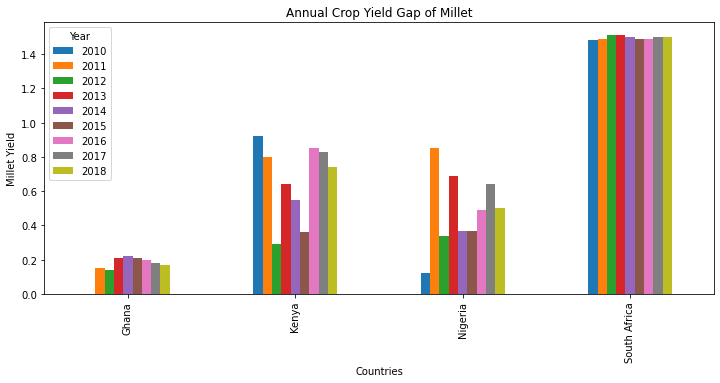 Annual Crop Yield Gap of Millet
Year
2010
2011
2012
2013
2014
2015
2016
2017
2018
Millet Yield
1.4
1.2
1.0
0.8
0.6
0.4
0.2
0.0
Ghana
Kenya
Nigeria
South Africa
Countries